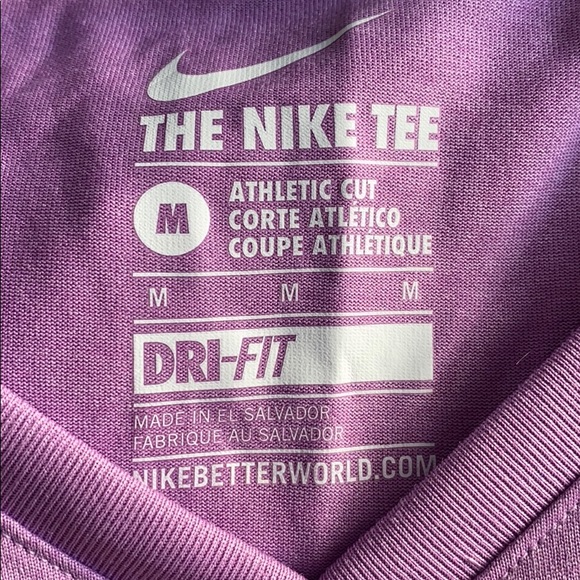 THE NIKE TEE
M
ATHLETIC CUT
CORTE ATLÉTICO
COUPE ATHLÉTIQUE
M M M
DRI-FIT
MADE IN EL SALVADOR
FABRIQUE AU SALVADOR
NIKEBETTERWORLD.COM